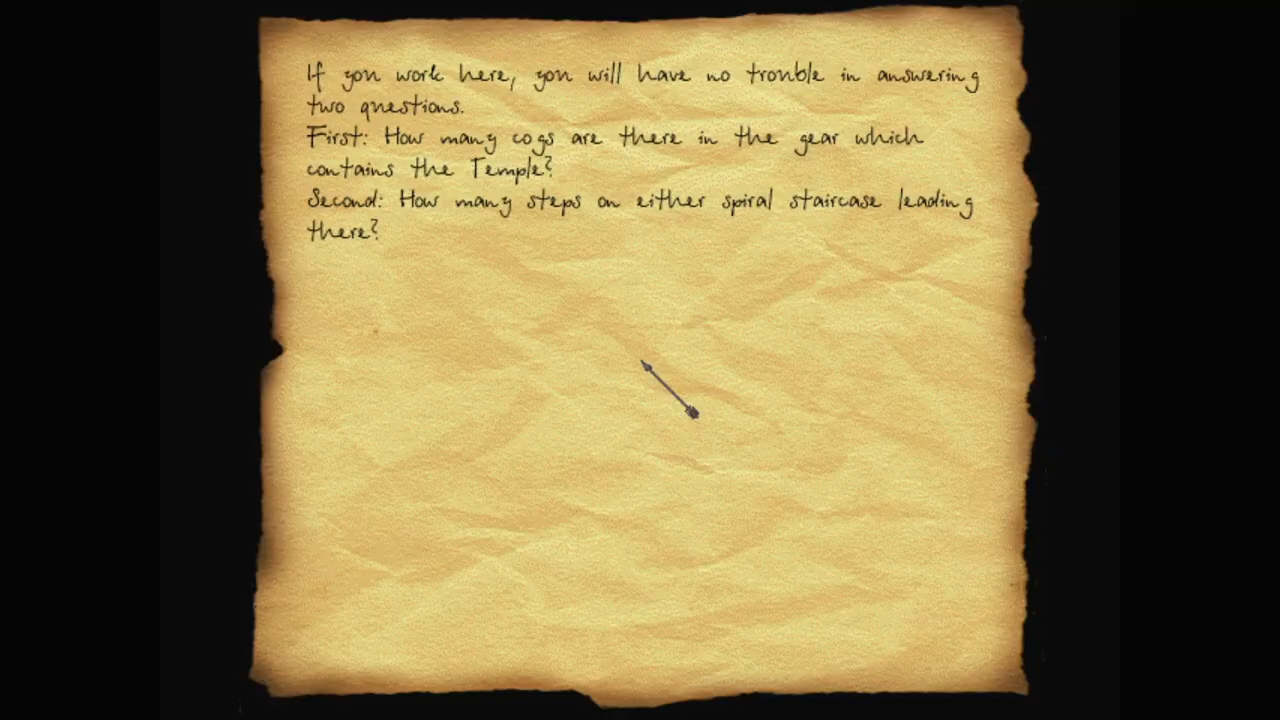 If you work here, you will have no trouble in answering
two questions.
First: How many cogs are there in the gear which
contains the Temple?
Second: How many steps on either spiral staircase leading
there?